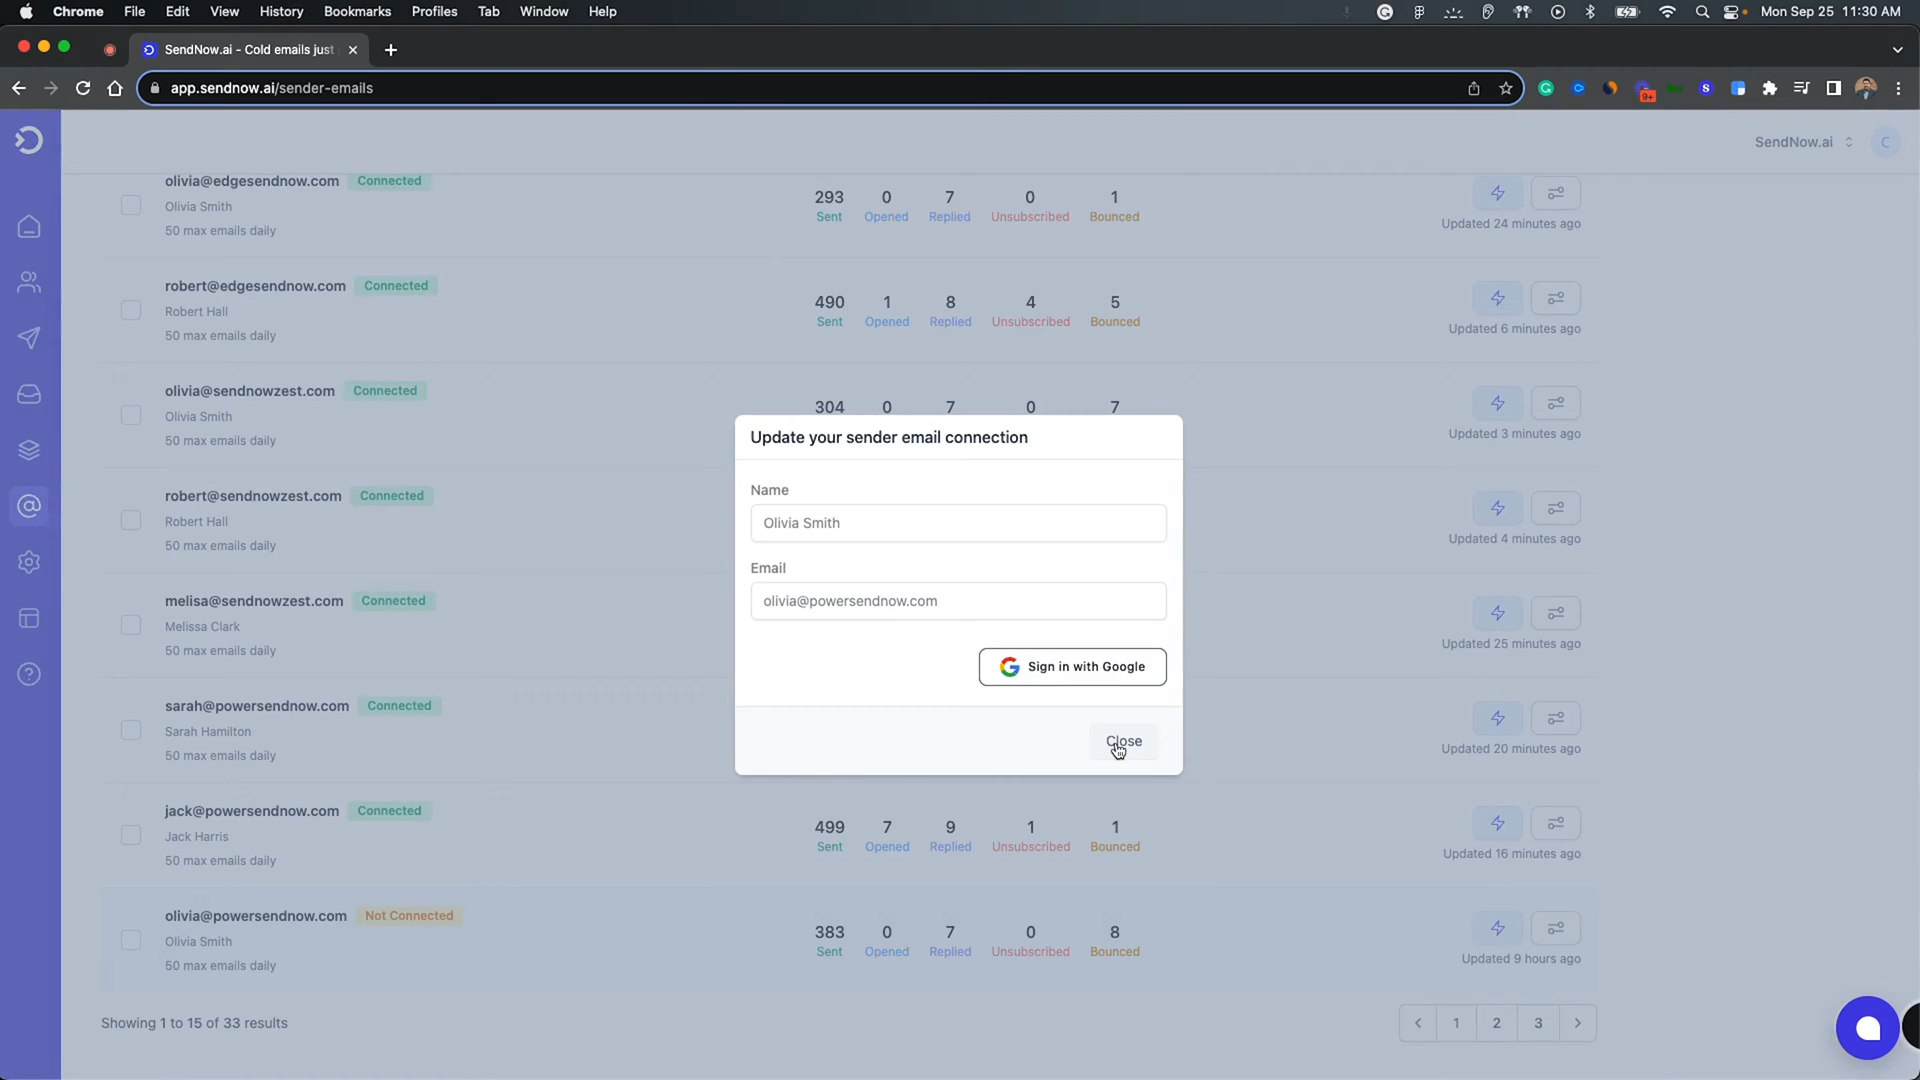 Chrome File Edit View History Bookmarks Profiles Tab Window Help Mon Sep 25 11:30 AM
SendNow.ai - Cold emails just
app.sendnow.ai/sender-emails
9+
SendNow.ai C
olivia@edgesendnow.com Connected
Olivia Smith
50 max emails daily
293 0 7 0 1
Sent Opened Replied Unsubscribed Bounced
Updated 24 minutes ago
robert@edgesendnow.com Connected
Robert Hall
50 max emails daily
490 1 8 4 5
Sent Opened Replied Unsubscribed Bounced
Updated 6 minutes ago
olivia@sendnowzest.com Connected
Olivia Smith
50 max emails daily
304 0 7 0 7
Updated 3 minutes ago
robert@sendnowzest.com Connected
Robert Hall
50 max emails daily
Updated 4 minutes ago
melisa@sendnowzest.com Connected
Melissa Clark
50 max emails daily
Updated 25 minutes ago
sarah@powersendnow.com Connected
Sarah Hamilton
50 max emails daily
Updated 20 minutes ago
Update your sender email connection
Name
Olivia Smith
Email
olivia@powersendnow.com
Sign in with Google
Close
jack@powersendnow.com Connected
Jack Harris
50 max emails daily
499 7 9 1 1
Sent Opened Replied Unsubscribed Bounced
Updated 16 minutes ago
olivia@powersendnow.com Not Connected
Olivia Smith
50 max emails daily
383 0 7 0 8
Sent Opened Replied Unsubscribed Bounced
Updated 9 hours ago
Showing 1 to 15 of 33 results
1 2 3